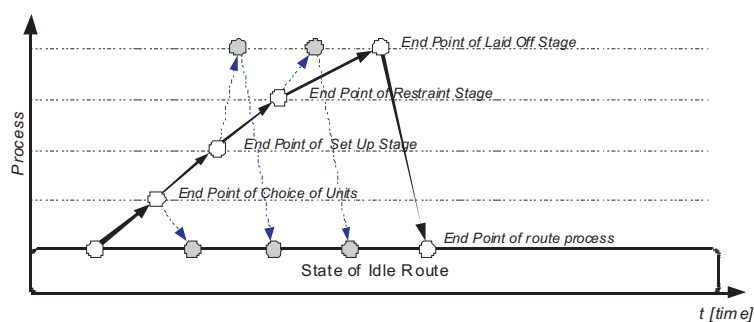 End Point of Laid Off Stage
End Point of Restraint Stage
End Point of Set Up Stage
End Point of Choice of Units
End Point of route process
State of Idle Route
Process
t [time]